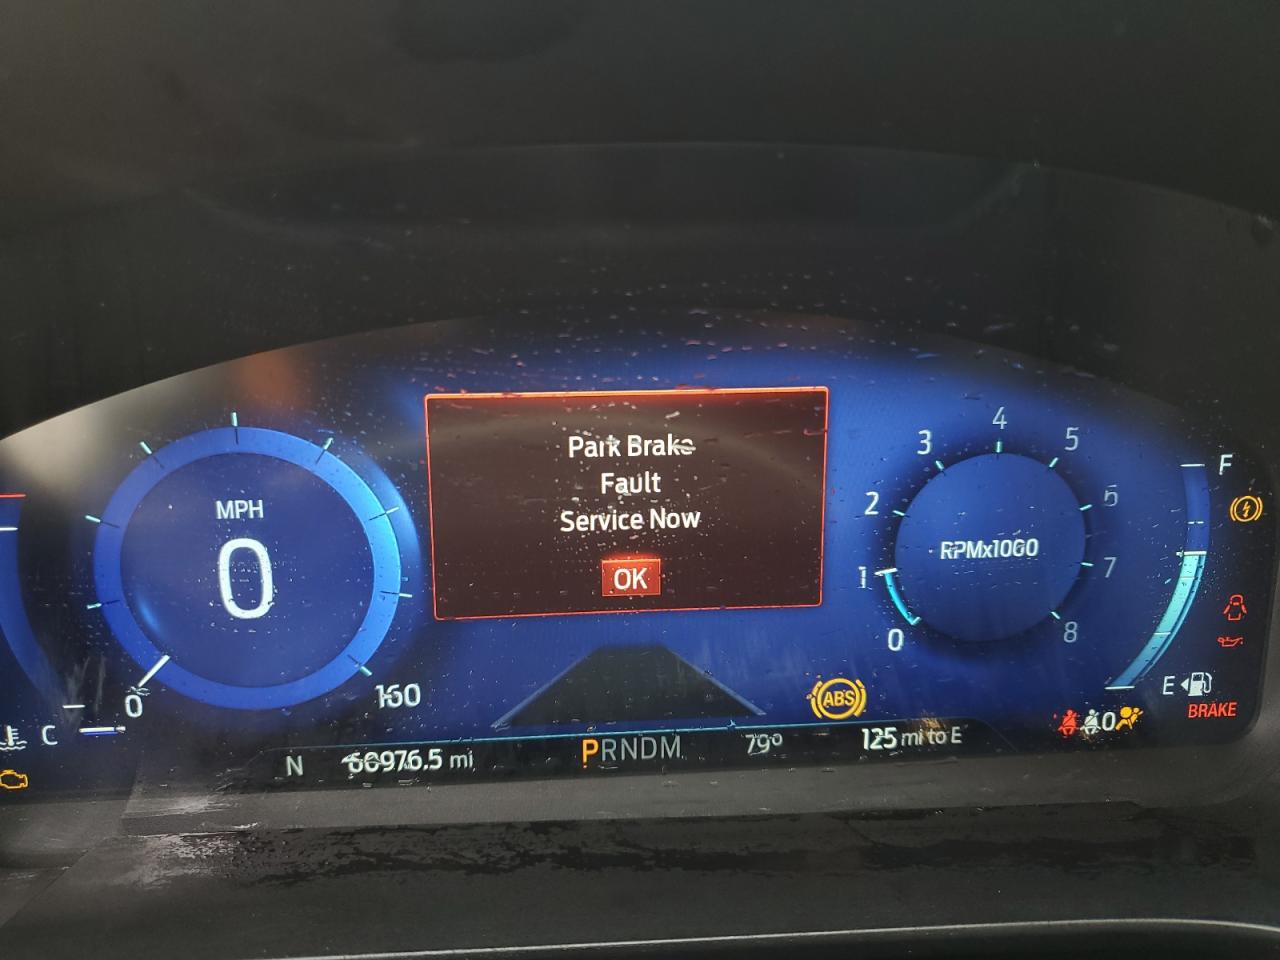 Park Brake
Fault
Service Now
OK
MPH
0
0
160
RPMx1000
0
1
2
3
4
5
6
7
8
F
E
C
ABS
BRAKE
0
N
66976.5 mi
PRNDM
79°
125 mi to E